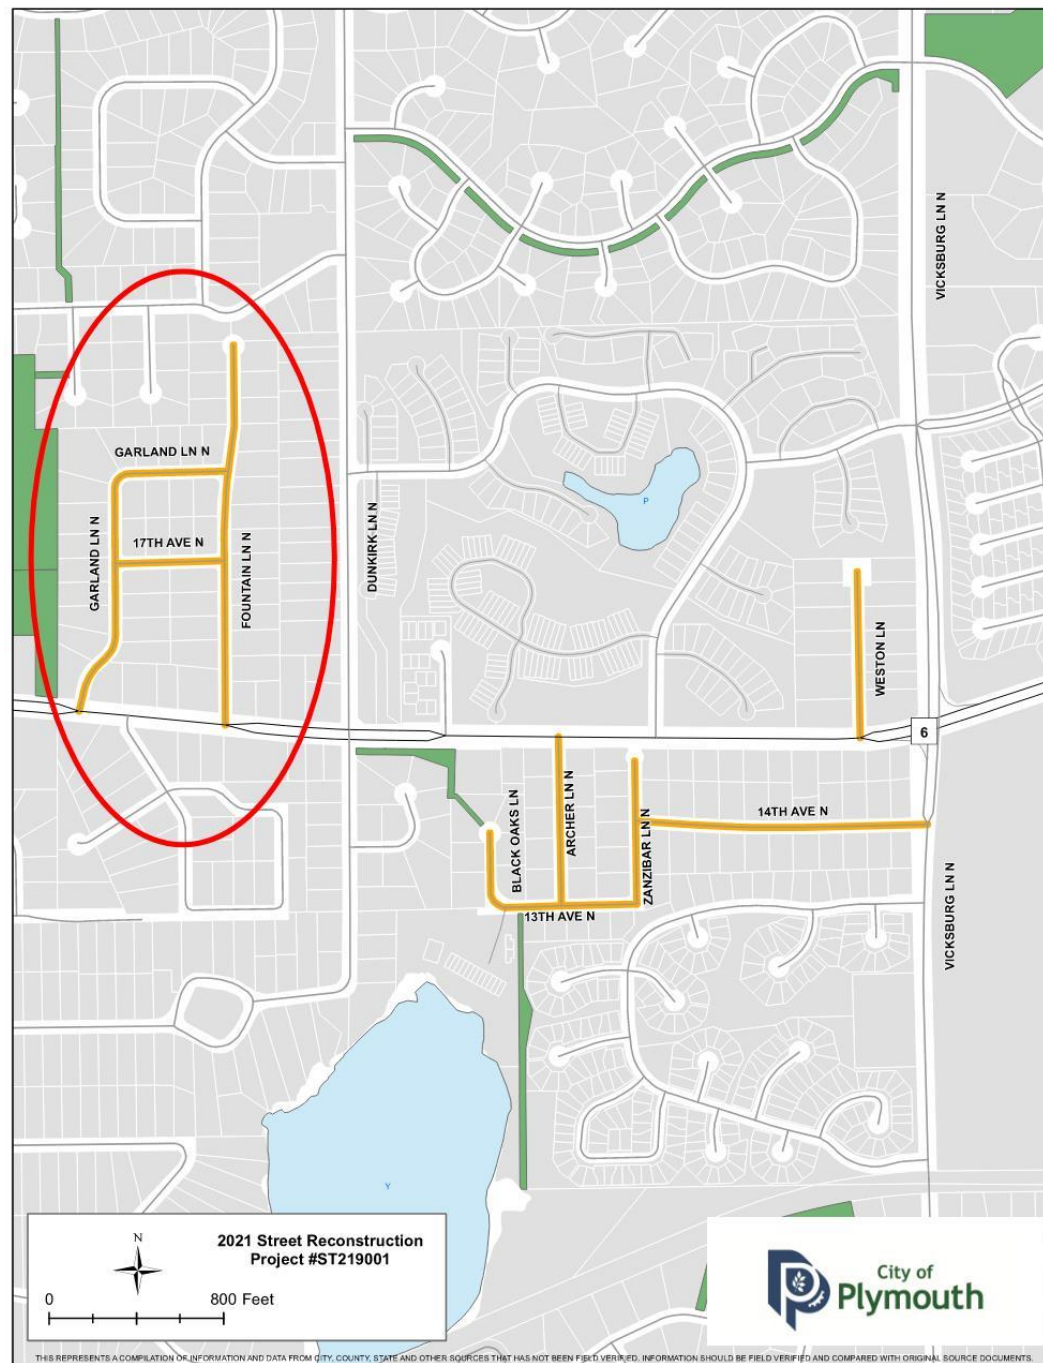 VICKSBURG LN N
GARLAND LN N
17TH AVE N
GARLAND LN N
FOUNTAIN LN N
DUNKIRK LN N
P
WESTON LN
6
BLACK OAKS LN
ARCHER LN N
ZANZIBAR LN N
14TH AVE N
13TH AVE N
VICKSBURG LN N
Y
N
2021 Street Reconstruction
Project #ST219001
0
800 Feet
City of
Plymouth
THIS REPRESENTS A COMPILATION OF INFORMATION AND DATA FROM CITY, COUNTY, STATE AND OTHER SOURCES THAT HAS NOT BEEN FIELD VERIFIED. INFORMATION SHOULD BE FIELD VERIFIED AND COMPARED WITH ORIGINAL SOURCE DOCUMENTS.